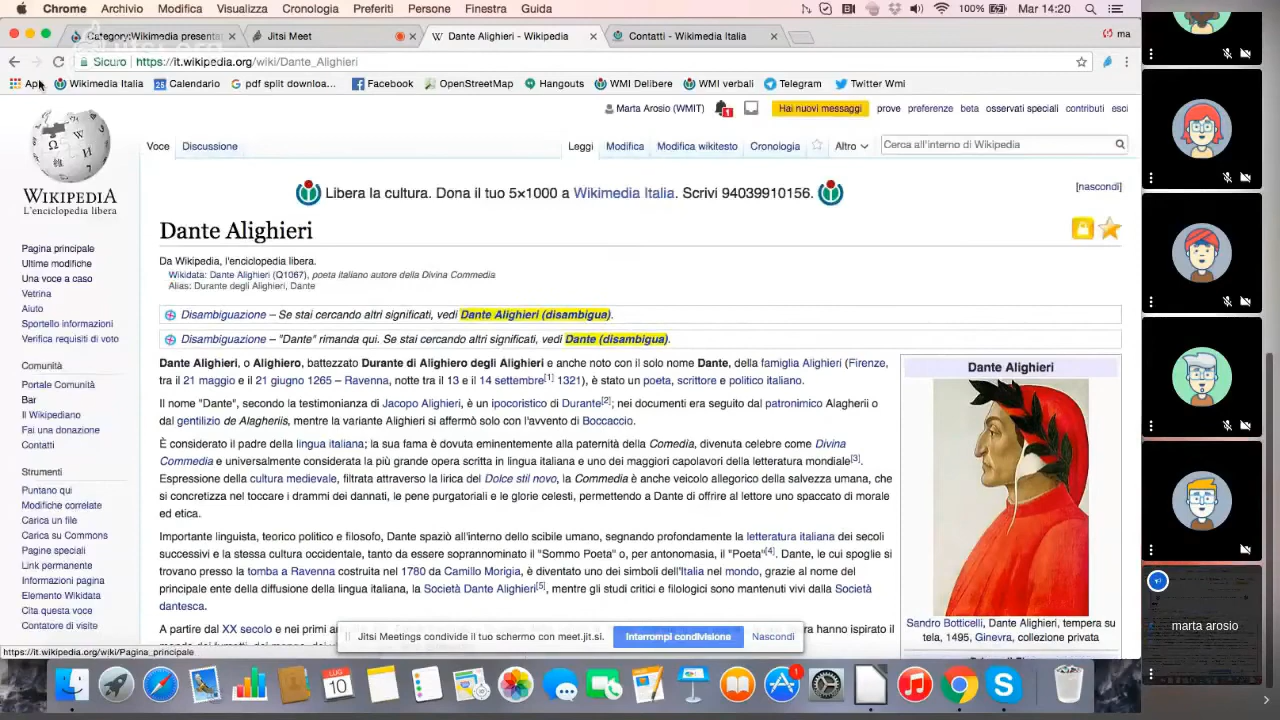 Chrome Archivio Modifica Visualizza Cronologia Preferiti Persone Finestra Guida 100% Mar 14:20
Category:Wikipedia presenta
Jitsi Meet
Dante Alighieri - Wikipedia
Contatti - Wikimedia Italia
ma
jitsi.org
Sicuro https://it.wikipedia.org/wiki/Dante_Alighieri
App Wikimedia Italia Calendario pdf split duplication... Facebook OpenStreetMap Hangouts WMI Delibere WMI verbali Telegram Twitter Wmi
Marta Arosio (WMIT) 1 Hai nuovi messaggi prove preferenze beta osservati speciali contributi esci
Voce Discussione Leggi Modifica Modifica wikitesto Cronologia Altro Cerca all'interno di Wikipedia
WIKIPEDIA
L'enciclopedia libera
Libera la cultura. Dona il tuo 5×1000 a Wikimedia Italia. Scrivi 94039910156.
[nascondi]
Pagina principale
Ultime modifiche
Una voce a caso
Vetrina
Aiuto
Sportello informazioni
Verifica requisiti di voto
Comunità
Portale Comunità
Bar
Il Wikipediano
Fai una donazione
Contatti
Strumenti
Puntano qui
Modifiche correlate
Carica un file
Carica su Commons
Pagine speciali
Link permanente
Informazioni pagina
Elemento Wikidata
Cita questa voce
Contatore di visite
Dante Alighieri
Da Wikipedia, l'enciclopedia libera.
Wikidata: Dante Alighieri (Q1067), poeta italiano autore della Divina Commedia
Alias: Durante degli Alighieri, Dante
Disambiguazione – Se stai cercando altri significati, vedi Dante Alighieri (disambigua).
Disambiguazione – "Dante" rimanda qui. Se stai cercando altri significati, vedi Dante (disambigua).
Dante Alighieri, o Alighiero, battezzato Durante di Alighiero degli Alighieri e anche noto con il solo nome Dante, della famiglia Alighieri (Firenze,
tra il 21 maggio e il 21 giugno 1265 – Ravenna, notte tra il 13 e il 14 settembre[1] 1321), è stato un poeta, scrittore e politico italiano.
Il nome "Dante", secondo la testimonianza di Jacopo Alighieri, è un ipocoristico di Durante[2]; nei documenti era seguito dal patronimico Alagherii o
dal gentilizio de Alagheriis, mentre la variante Alighieri si affermò solo con l'avvento di Boccaccio.
È considerato il padre della lingua italiana; la sua fama è dovuta eminentemente alla paternità della Comedìa, divenuta celebre come Divina
Commedia e universalmente considerata la più grande opera scritta in lingua italiana e uno dei maggiori capolavori della letteratura mondiale[3].
Espressione della cultura medievale, filtrata attraverso la lirica del Dolce stil novo, la Commedia è anche veicolo allegorico della salvezza umana, che
si concretizza nel toccare i drammi dei dannati, le pene purgatoriali e le glorie celesti, permettendo a Dante di offrire al lettore uno spaccato di morale
ed etica.
Importante linguista, teorico politico e filosofo, Dante spaziò all'interno dello scibile umano, segnando profondamente la letteratura italiana dei secoli
successivi e la stessa cultura occidentale, tanto da essere soprannominato il "Sommo Poeta" o, per antonomasia, il "Poeta"[4]. Dante, le cui spoglie si
trovano presso la tomba a Ravenna costruita nel 1780 da Camillo Morigia, è diventato uno dei simboli dell'Italia nel mondo, grazie al nome del
principale ente della diffusione della lingua italiana, la Società Dante Alighieri[5], mentre gli studi critici e filologici sono mantenuti vivi dalla Società
dantesca.
A partire dal XX secolo e nei primi an
ra hanno ispirato
Dante Alighieri
Sandro Botticelli, Dante Alighieri, tempera su
tela, 1495, Ginevra, collezione privata
Jitsi Meetings condivide il tuo schermo con meet.jit.si. Interrompi condivisione Nascondi
https://it.wikipedia.org/wiki/Pagina_principale
LUG
10
marta arosio